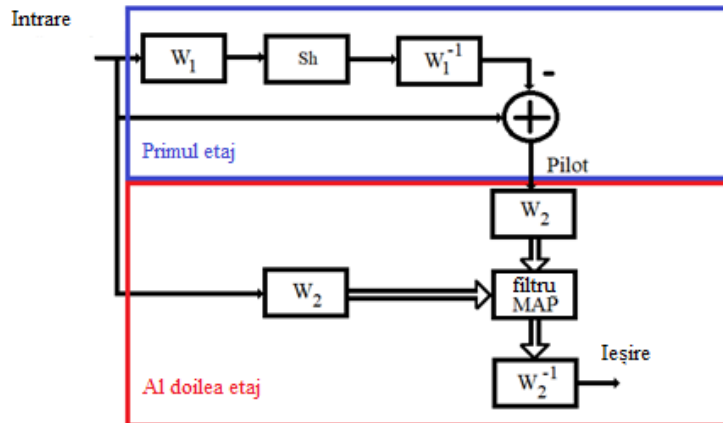 Intrare
W1
Sh
W1^-1
-
+
Primul etaj
Pilot
W2
W2
filtru
MAP
Ieșire
W2^-1
Al doilea etaj